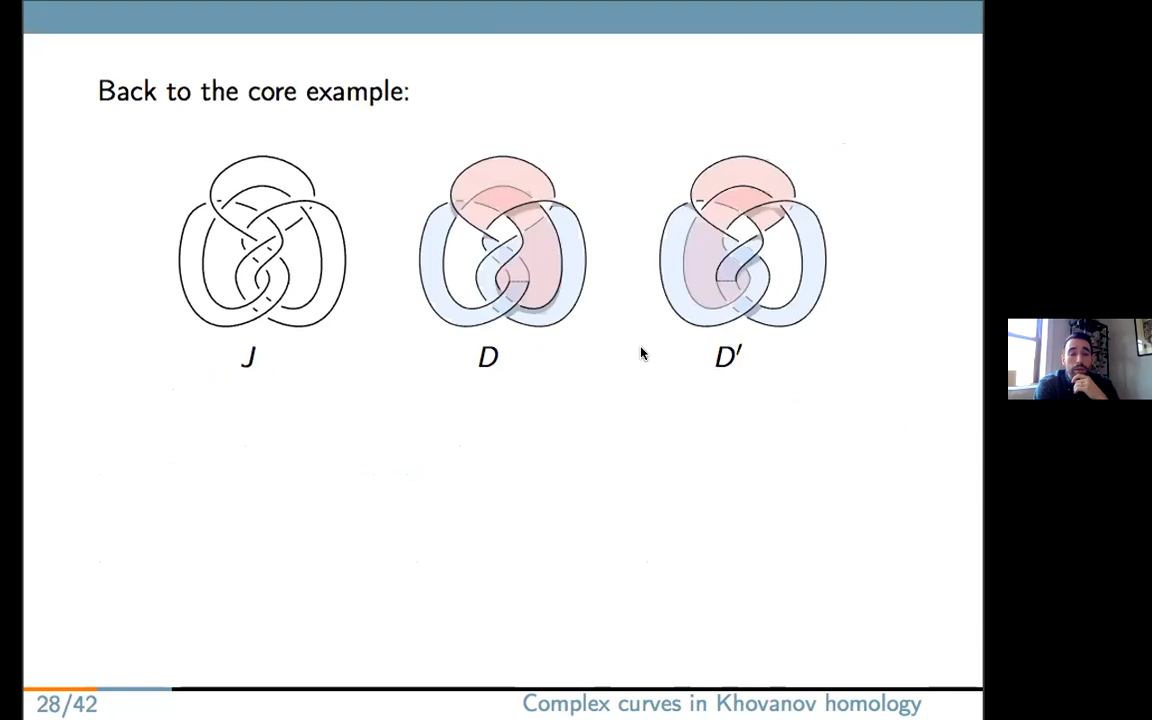 Back to the core example:
J
D
D′
28/42
Complex curves in Khovanov homology